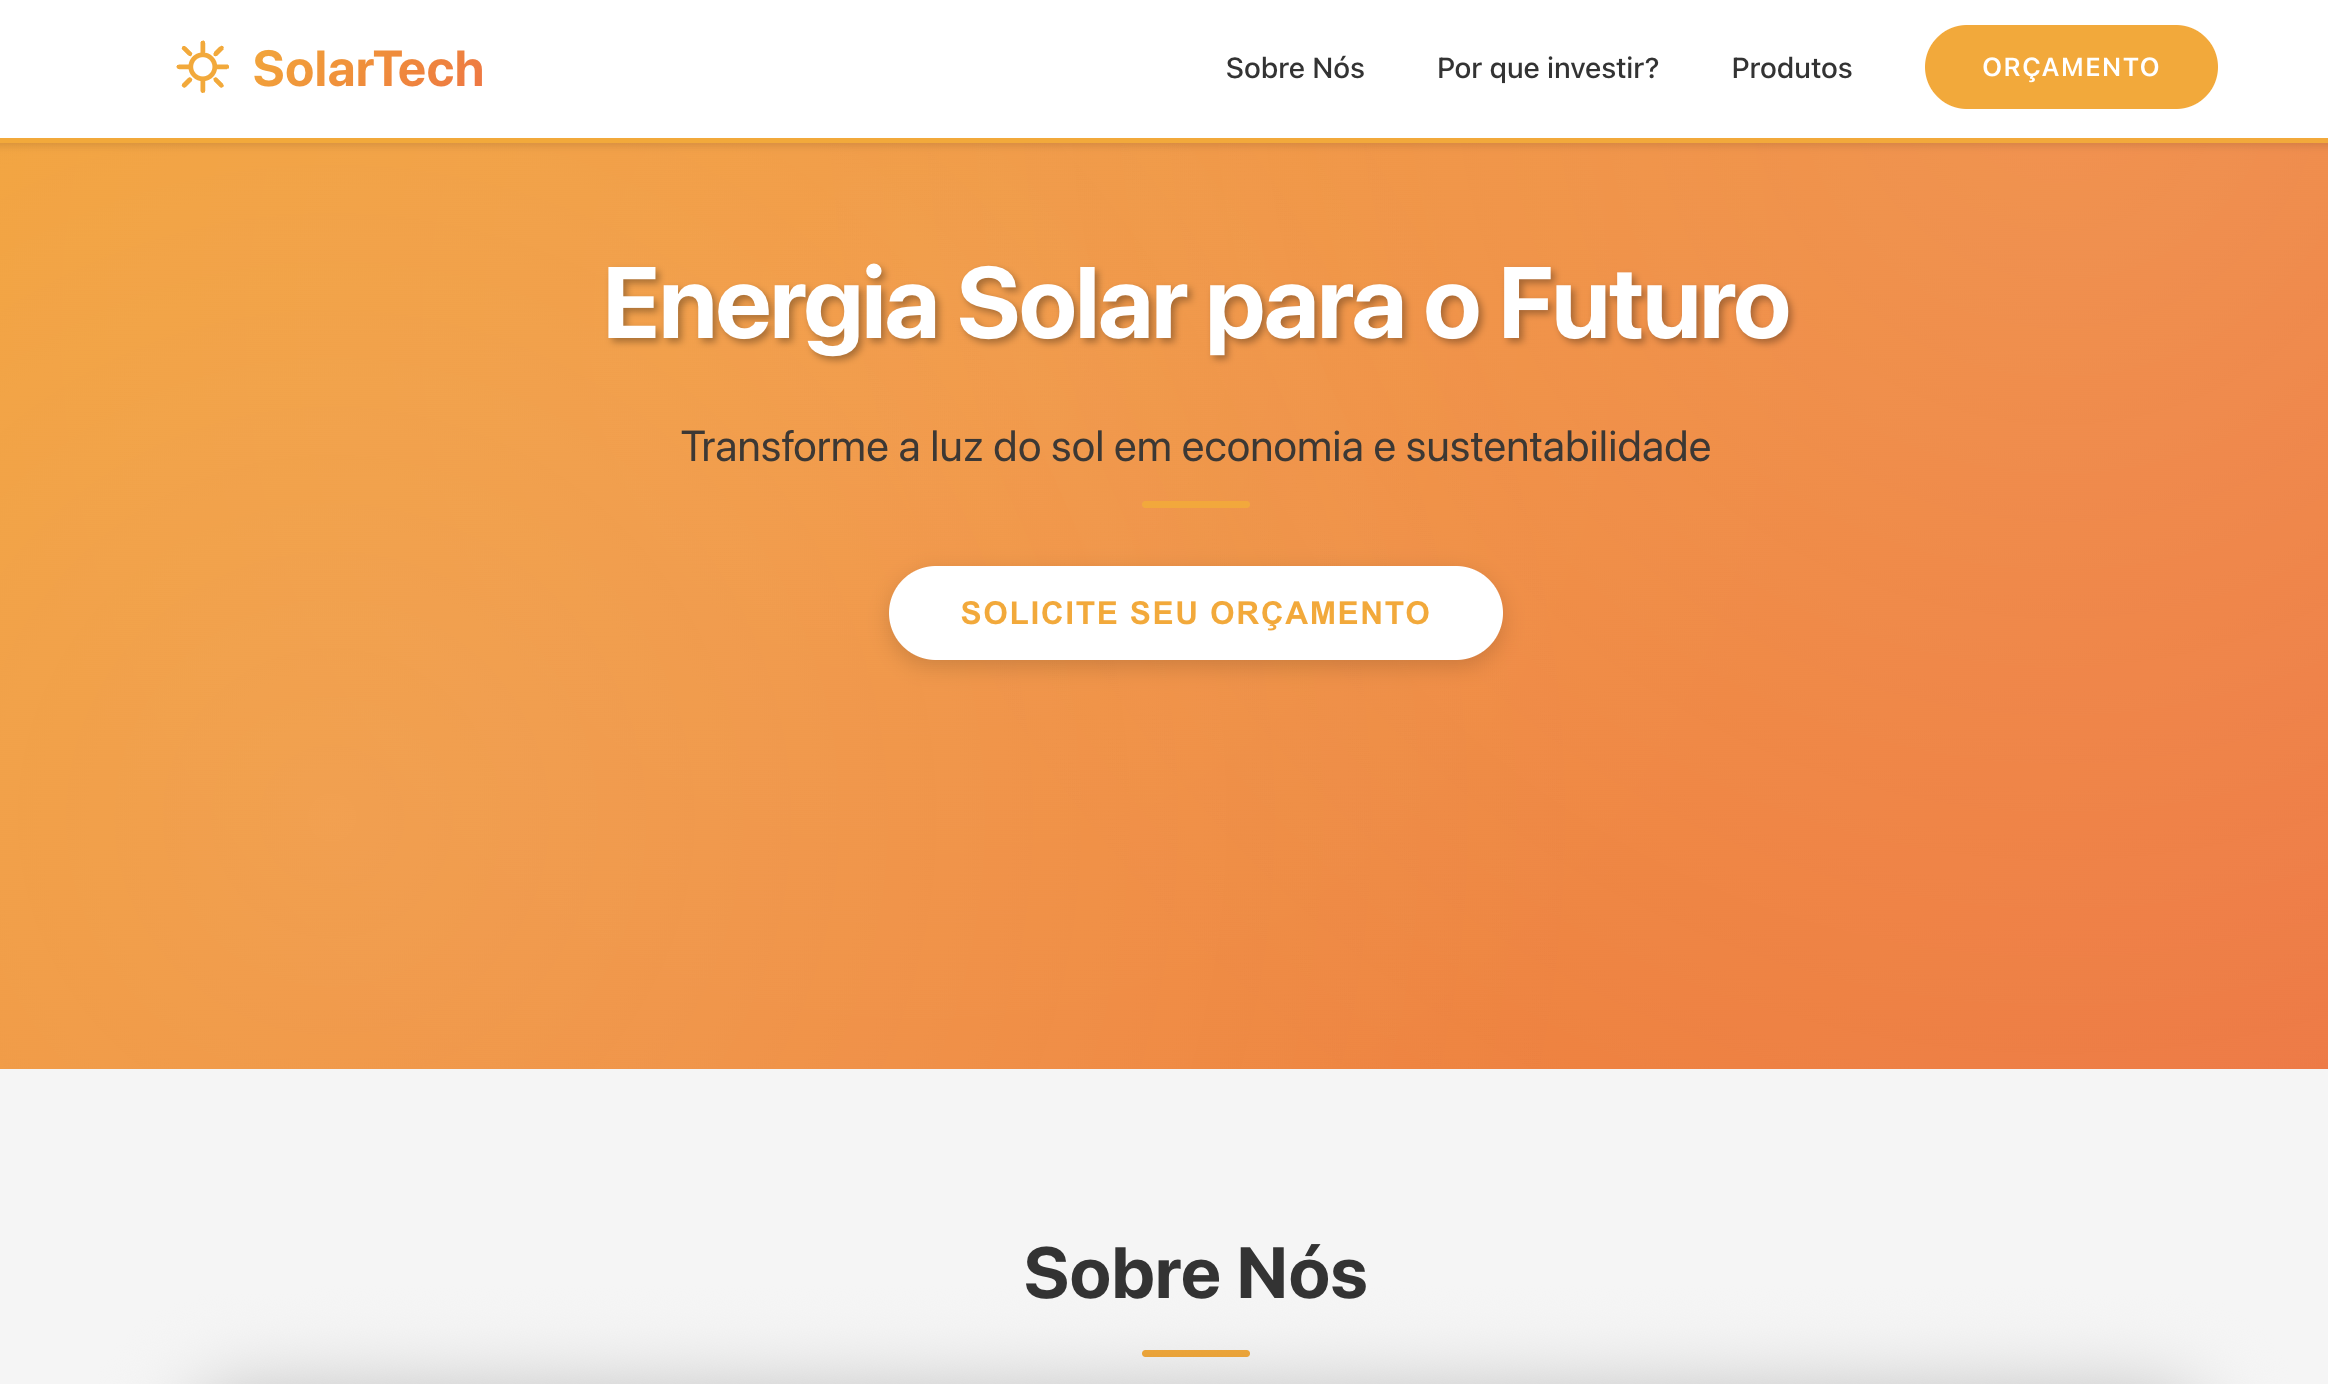 SolarTech
Sobre Nós
Por que investir?
Produtos
ORÇAMENTO
Energia Solar para o Futuro
Transforme a luz do sol em economia e sustentabilidade
SOLICITE SEU ORÇAMENTO
Sobre Nós